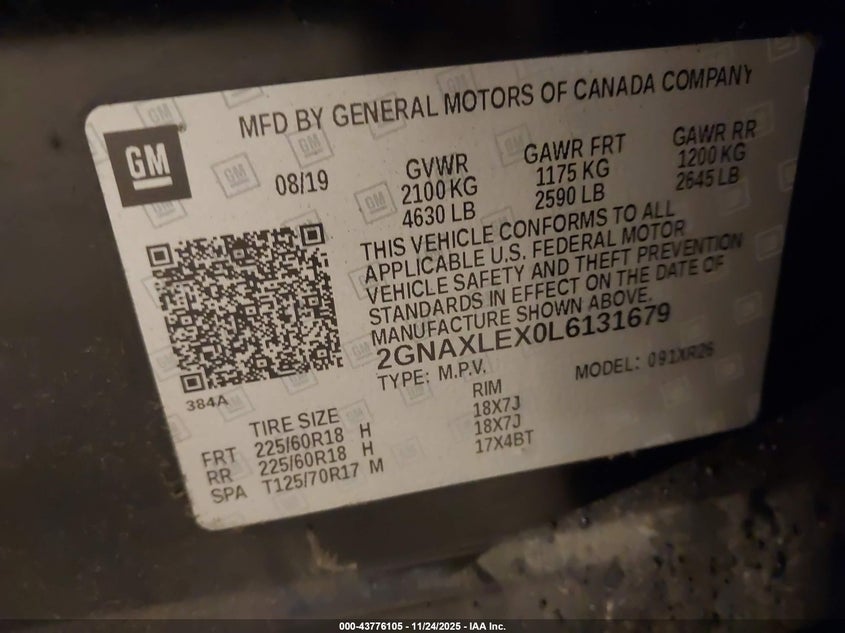 MFD BY GENERAL MOTORS OF CANADA COMPANY
GM
08/19
GVWR
2100 KG
4630 LB
GAWR FRT
1175 KG
2590 LB
GAWR RR
1200 KG
2645 LB
THIS VEHICLE CONFORMS TO ALL
APPLICABLE U.S. FEDERAL MOTOR
VEHICLE SAFETY AND THEFT PREVENTION
STANDARDS IN EFFECT ON THE DATE OF
MANUFACTURE SHOWN ABOVE.
2GNAXLEX0L6131679
TYPE: M.P.V.
MODEL: 091XR26
384A
TIRE SIZE
RIM
FRT 225/60R18 H 18X7J
RR 225/60R18 H 18X7J
SPA T125/70R17 M 17X4BT
000-43776105 - 11/24/2025 - IAA Inc.